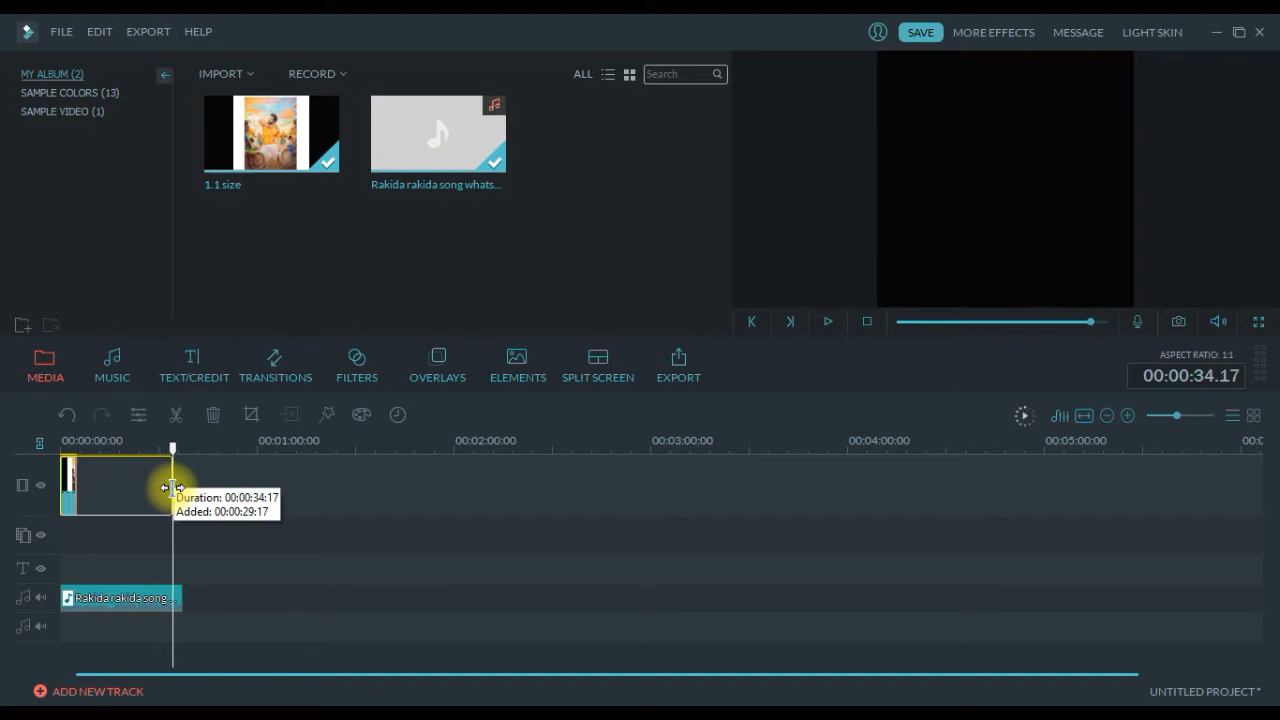 FILE EDIT EXPORT HELP
SAVE MORE EFFECTS MESSAGE LIGHT SKIN
MY ALBUM (2)
SAMPLE COLORS (13)
SAMPLE VIDEO (1)
IMPORT RECORD ALL Search
1.1 size
Rakida rakida song whats...
MEDIA MUSIC TEXT/CREDIT TRANSITIONS FILTERS OVERLAYS ELEMENTS SPLIT SCREEN EXPORT
ASPECT RATIO: 1:1
00:00:34.17
00:00:00:00 00:01:00:00 00:02:00:00 00:03:00:00 00:04:00:00 00:05:00:00 00:0
Duration: 00:00:34:17
Added: 00:00:29:17
T
Rakida rakida song...
ADD NEW TRACK
UNTITLED PROJECT*